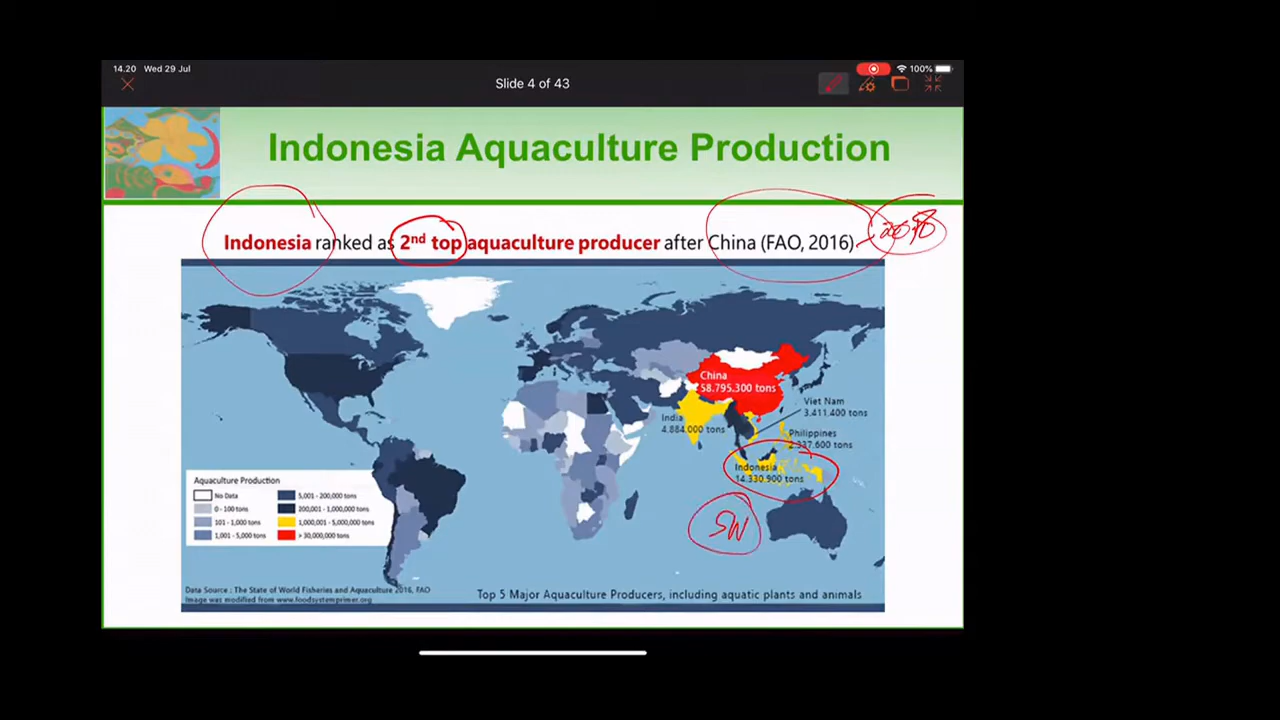 14.20 Wed 29 Jul
100%
Slide 4 of 43
Indonesia Aquaculture Production
Indonesia ranked as 2nd top aquaculture producer after China (FAO, 2016)
China
58.795.300 tons
Viet Nam
3.411.400 tons
India
4.884.000 tons
Philippines
2.337.600 tons
Indonesia
14.330.900 tons
Aquaculture Production
No Data
0 - 100 tons
101 - 1,000 tons
1,001 - 5,000 tons
5,001 - 200,000 tons
200,001 - 1,000,000 tons
1,000,001 - 5,000,000 tons
> 30,000,000 tons
Data Source : The State of World Fisheries and Aquaculture 2016, FAO
Image was modified from www.foodsystemprimer.org
Top 5 Major Aquaculture Producers, including aquatic plants and animals